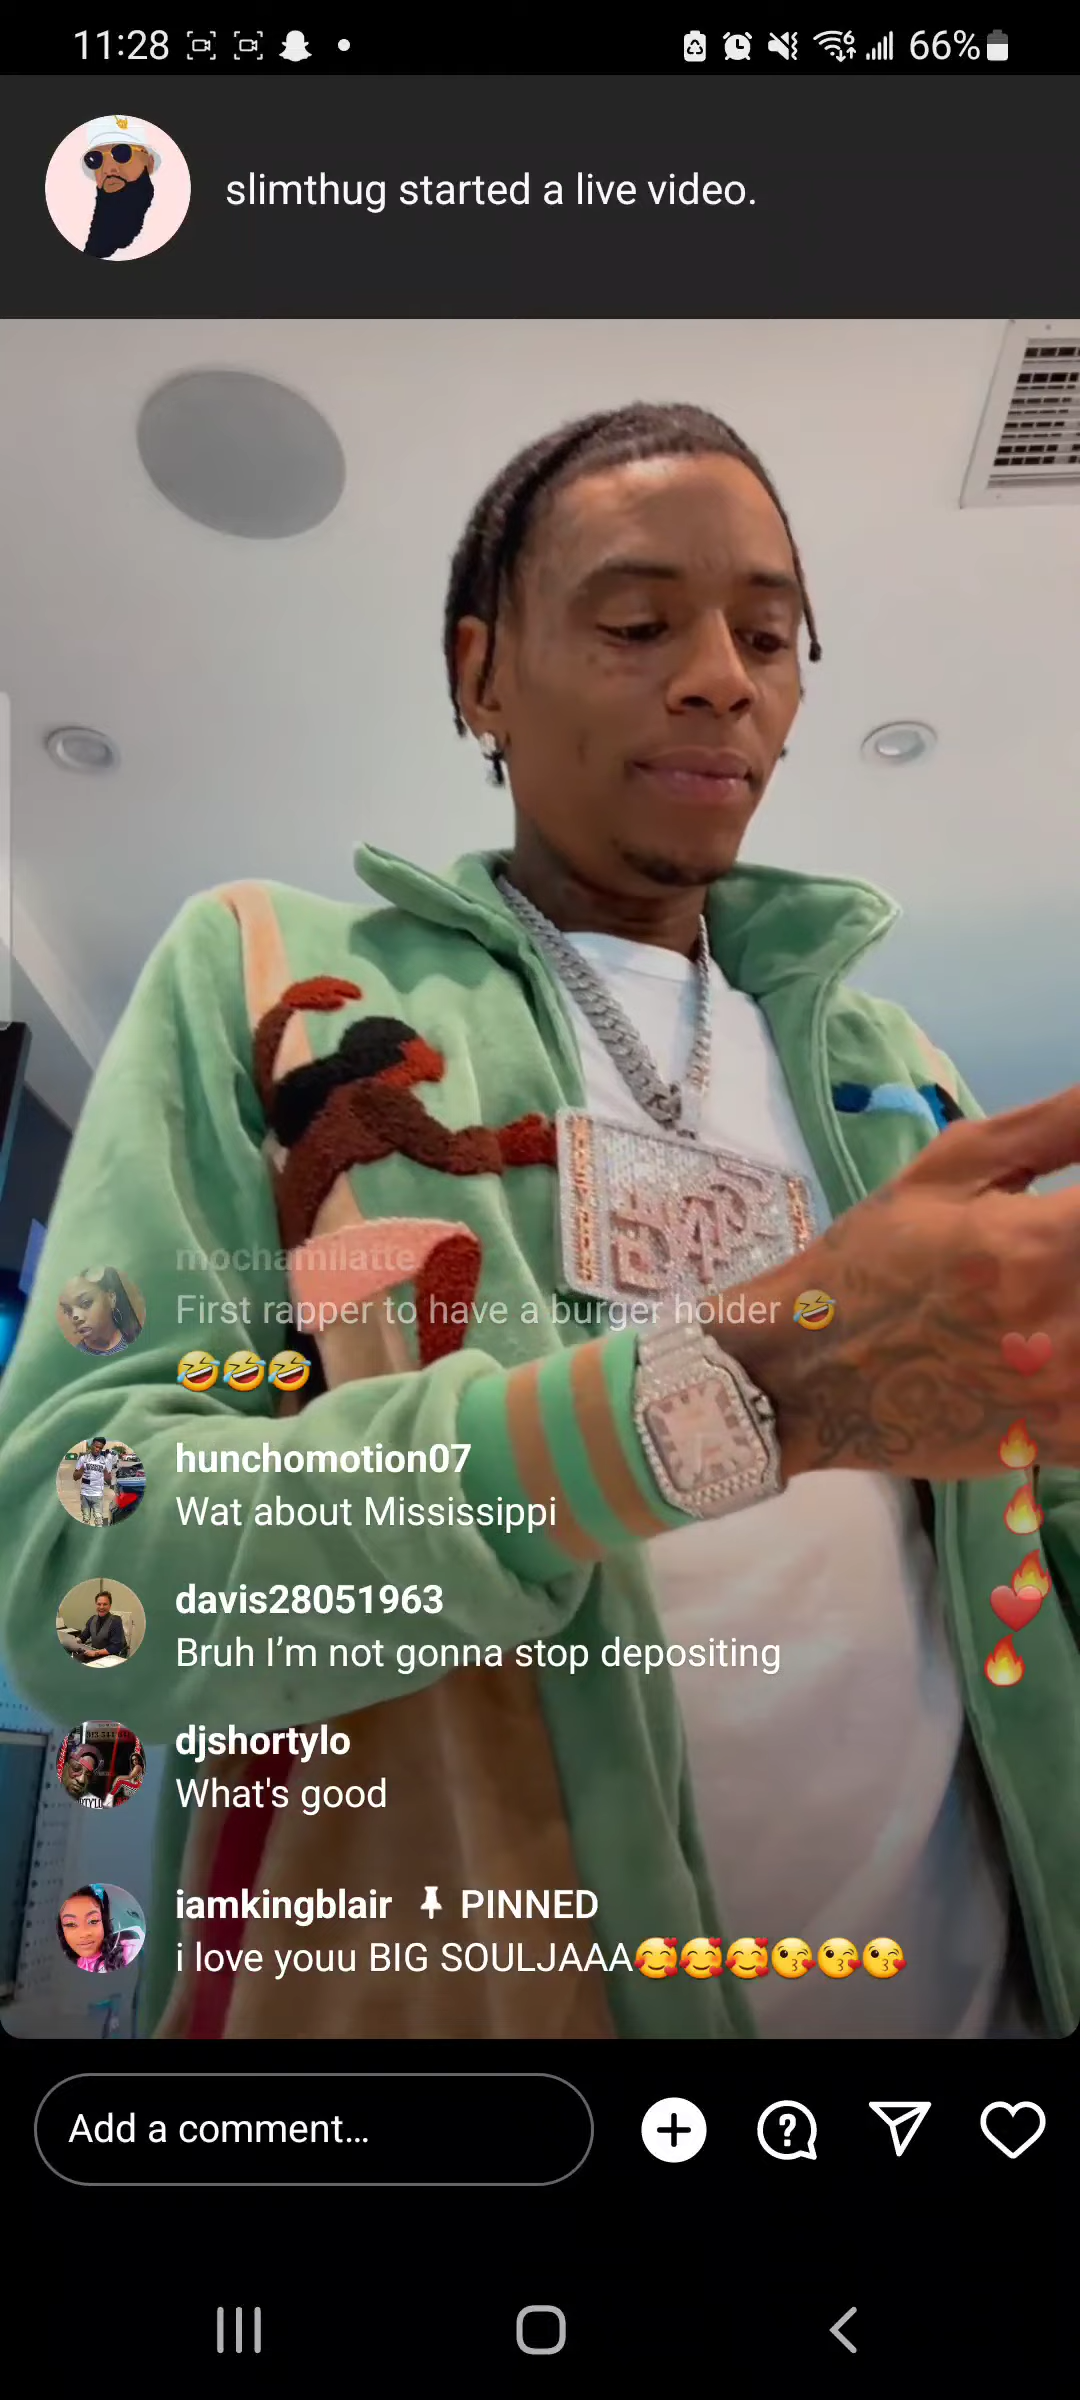 11:28
66%
slimthug started a live video.
mochamilatte
First rapper to have a burger holder 🤣
🤣🤣🤣
hunchomotion07
Wat about Mississippi
davis28051963
Bruh I’m not gonna stop depositing
djshortylo
What's good
iamkingblair 📌 PINNED
i love youu BIG SOULJAAA🥰🥰🥰😘😘😘
Add a comment...